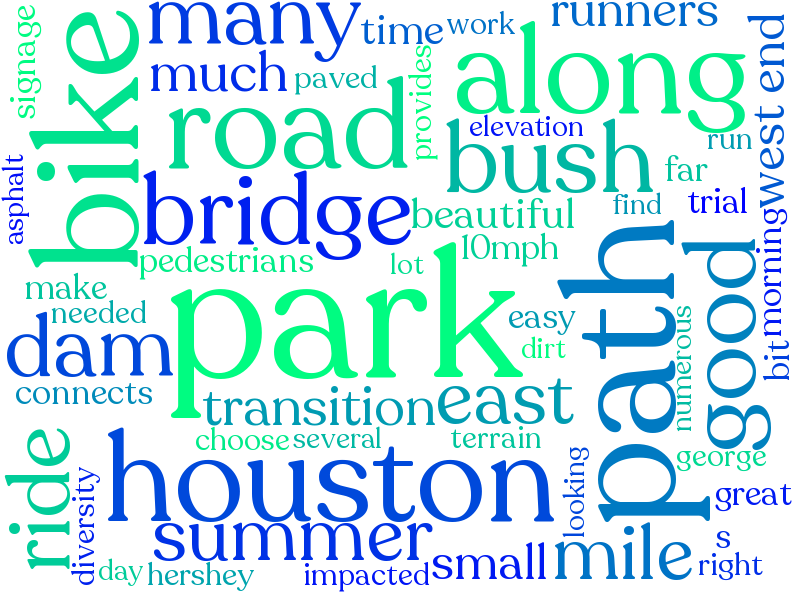 signage
bike
many
time
work
runners
much
paved
provides
along
west end
road
elevation
bush
run
far
asphalt
bridge
beautiful
find
trial
10mph
pedestrians
lot
path
good
morning
make
needed
park
easy
dirt
numerous
bit
dam
connects
transition
east
choose
several
terrain
george
ride
diversity
houston
looking
great
summer
small
mile
s
right
day
hershey
impacted